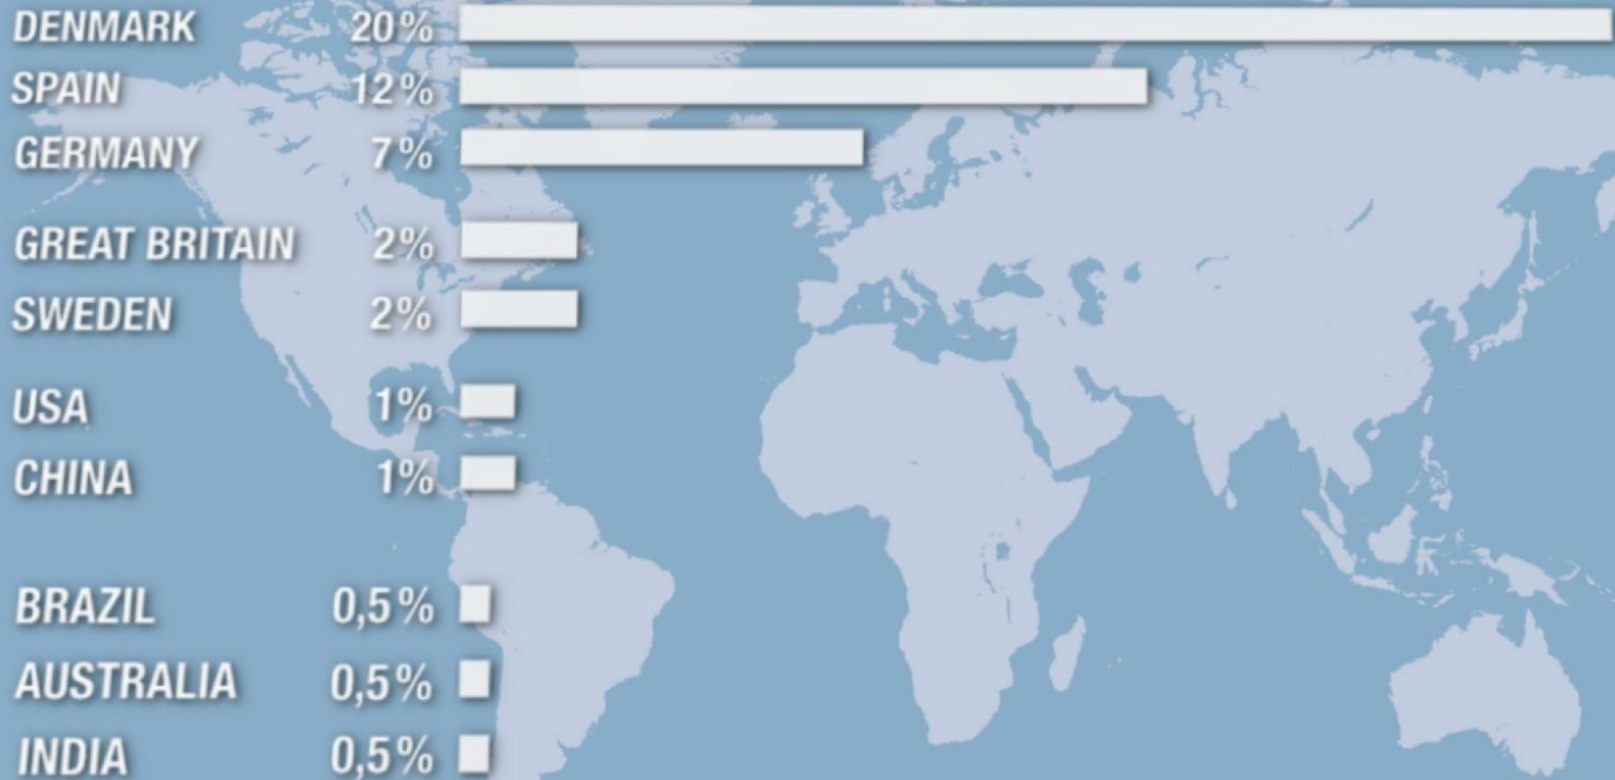 DENMARK 20%
SPAIN 12%
GERMANY 7%
GREAT BRITAIN 2%
SWEDEN 2%
USA 1%
CHINA 1%
BRAZIL 0,5%
AUSTRALIA 0,5%
INDIA 0,5%